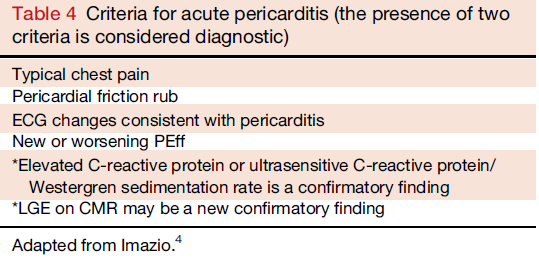 Table 4 Criteria for acute pericarditis (the presence of two
criteria is considered diagnostic)
Typical chest pain
Pericardial friction rub
ECG changes consistent with pericarditis
New or worsening PEff
*Elevated C-reactive protein or ultrasensitive C-reactive protein/
Westergren sedimentation rate is a confirmatory finding
*LGE on CMR may be a new confirmatory finding
Adapted from Imazio.4